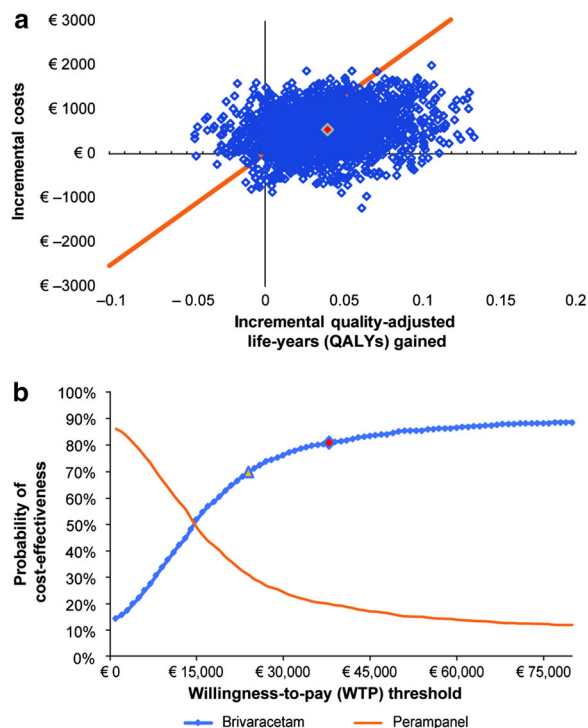 a
€ 3000
€ 2000
€ 1000
€ 0
€ –1000
€ –2000
€ –3000
Incremental costs
–0.1 – 0.05 0 0.05 0.1 0.15 0.2
Incremental quality-adjusted
life-years (QALYs) gained
b
100%
90%
80%
70%
60%
50%
40%
30%
20%
10%
0%
Probability of
cost-effectiveness
€ 0 € 15,000 € 30,000 € 45,000 € 60,000 € 75,000
Willingness-to-pay (WTP) threshold
Brivaracetam Perampanel